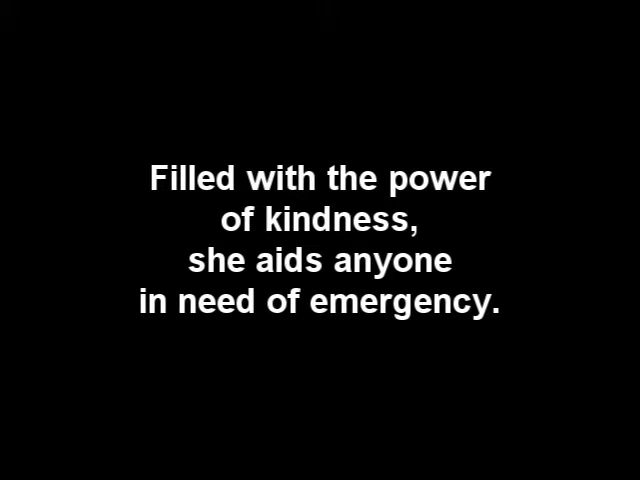 Filled with the power
of kindness,
she aids anyone
in need of emergency.